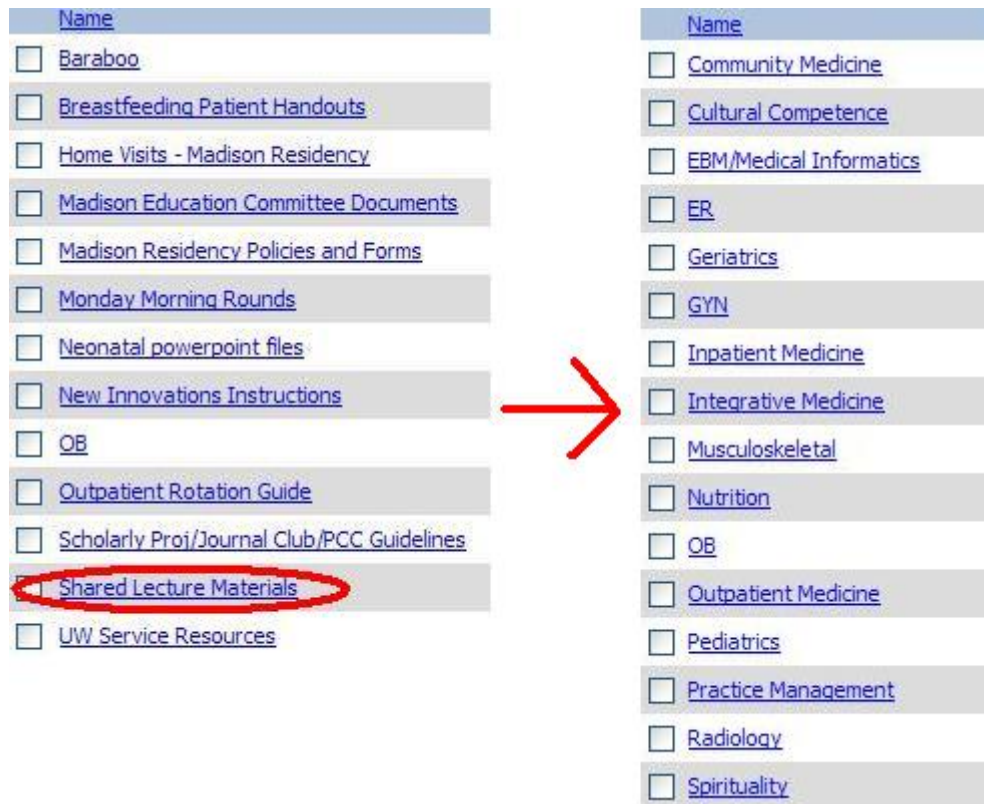 Name
Baraboo
Breastfeeding Patient Handouts
Home Visits - Madison Residency
Madison Education Committee Documents
Madison Residency Policies and Forms
Monday Morning Rounds
Neonatal powerpoint files
New Innovations Instructions
OB
Outpatient Rotation Guide
Scholarly Proj/Journal Club/PCC Guidelines
Shared Lecture Materials
UW Service Resources
Name
Community Medicine
Cultural Competence
EBM/Medical Informatics
ER
Geriatrics
GYN
Inpatient Medicine
Integrative Medicine
Musculoskeletal
Nutrition
OB
Outpatient Medicine
Pediatrics
Practice Management
Radiology
Spirituality